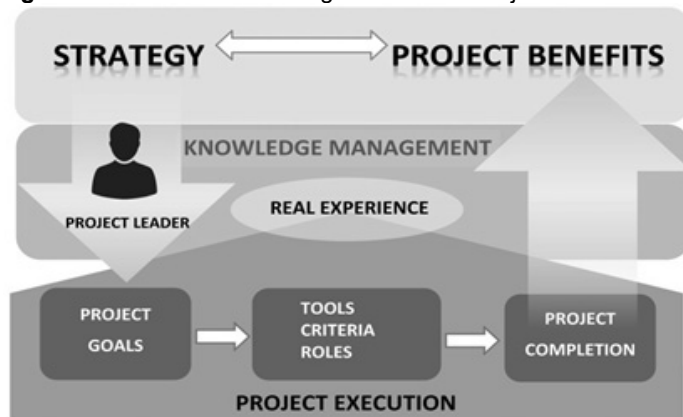 STRATEGY
PROJECT BENEFITS
KNOWLEDGE MANAGEMENT
PROJECT LEADER
REAL EXPERIENCE
PROJECT
GOALS
TOOLS
CRITERIA
ROLES
PROJECT
COMPLETION
PROJECT EXECUTION